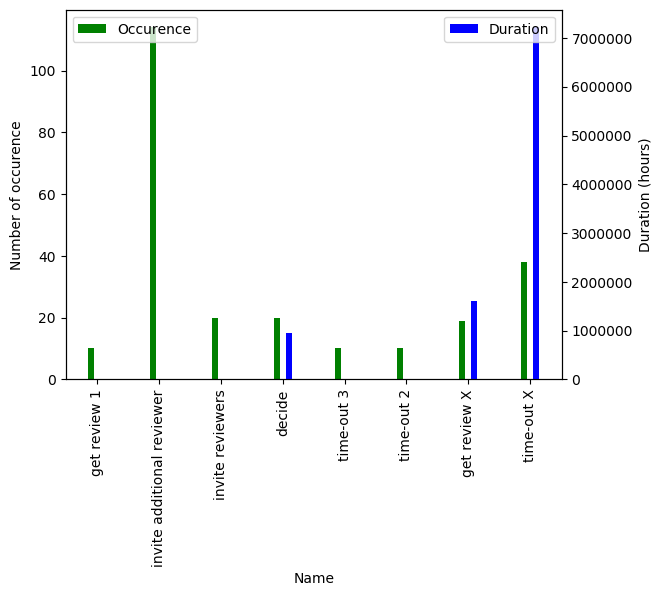 Occurence
Duration
Number of occurence
100
80
60
40
20
0
7000000
6000000
5000000
4000000
3000000
2000000
1000000
0
Duration (hours)
get review 1
invite additional reviewer
invite reviewers
decide
time-out 3
time-out 2
get review X
time-out X
Name